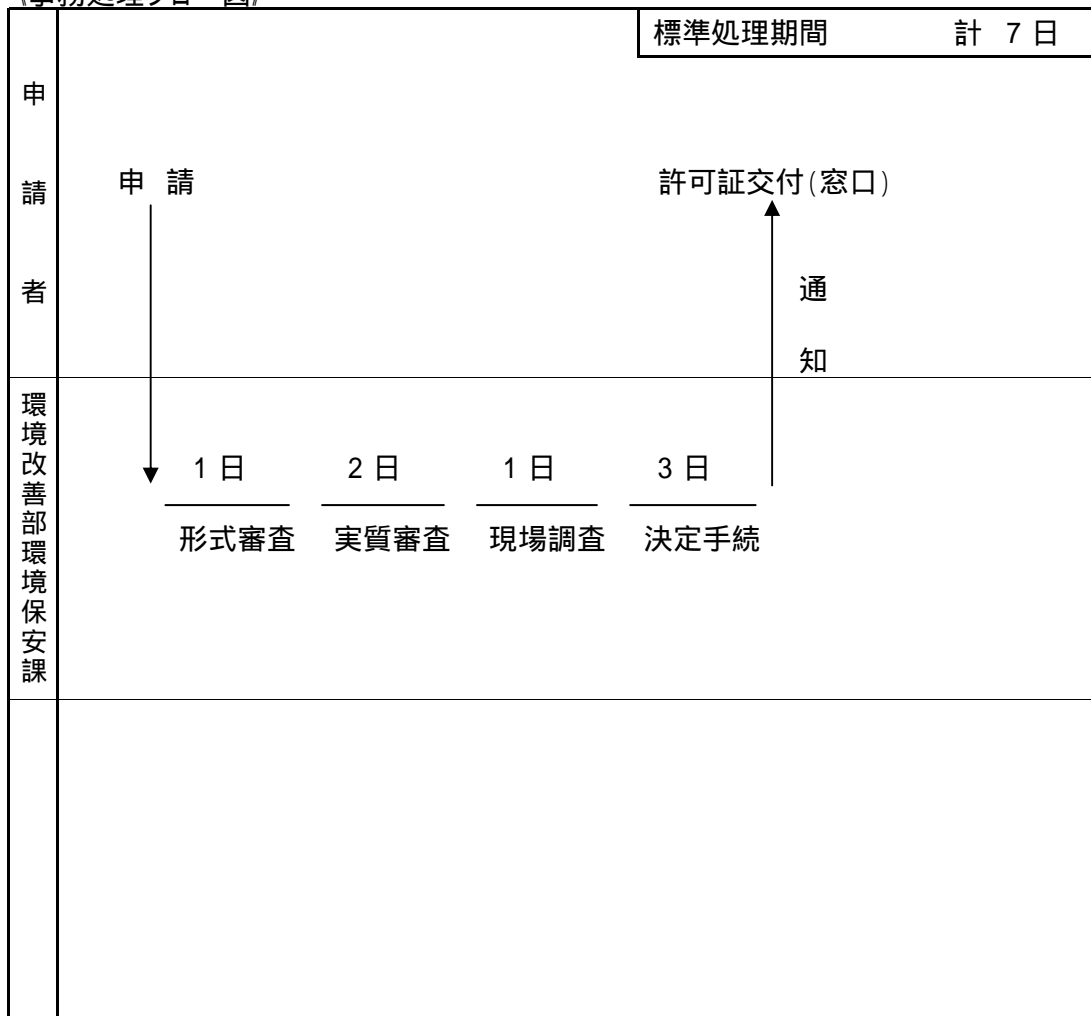 標準処理期間 計 7日
申請者
申 請
許可証交付(窓口)
通知
環境改善部環境保安課
1日 2日 1日 3日
形式審査 実質審査 現場調査 決定手続